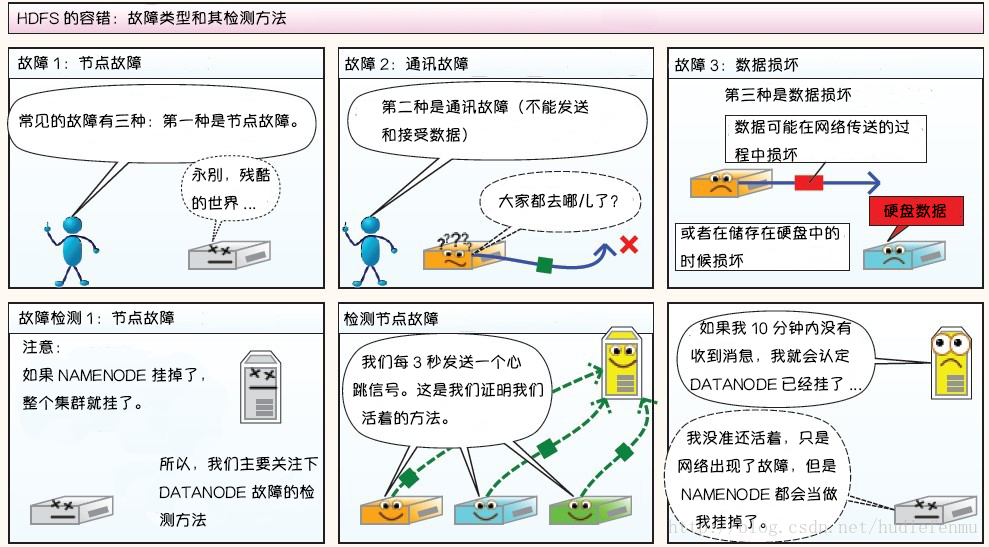 HDFS 的容错：故障类型和其检测方法
故障 1：节点故障
常见的故障有三种：第一种是节点故障。
永别，残酷
的世界 ...
故障 2：通讯故障
第二种是通讯故障（不能发送
和接受数据）
大家都去哪儿了？
????
故障 3：数据损坏
第三种是数据损坏
数据可能在网络传送的过
程中损坏
硬盘数据
或者在储存在硬盘中的
时候损坏
故障检测 1：节点故障
注意：
如果 NAMENODE 挂掉了，
整个集群就挂了。
所以，我们主要关注下
DATANODE 故障的检
测方法
检测节点故障
我们每 3 秒发送一个心
跳信号。这是我们证明我们
活着的方法。
如果我 10 分钟内没有
收到消息，我就会认定
DATANODE 已经挂了 ...
我没准还活着，只是
网络出现了故障，但是
NAMENODE 都会当做
我挂掉了。
http://blog.csdn.net/hudiefenmu